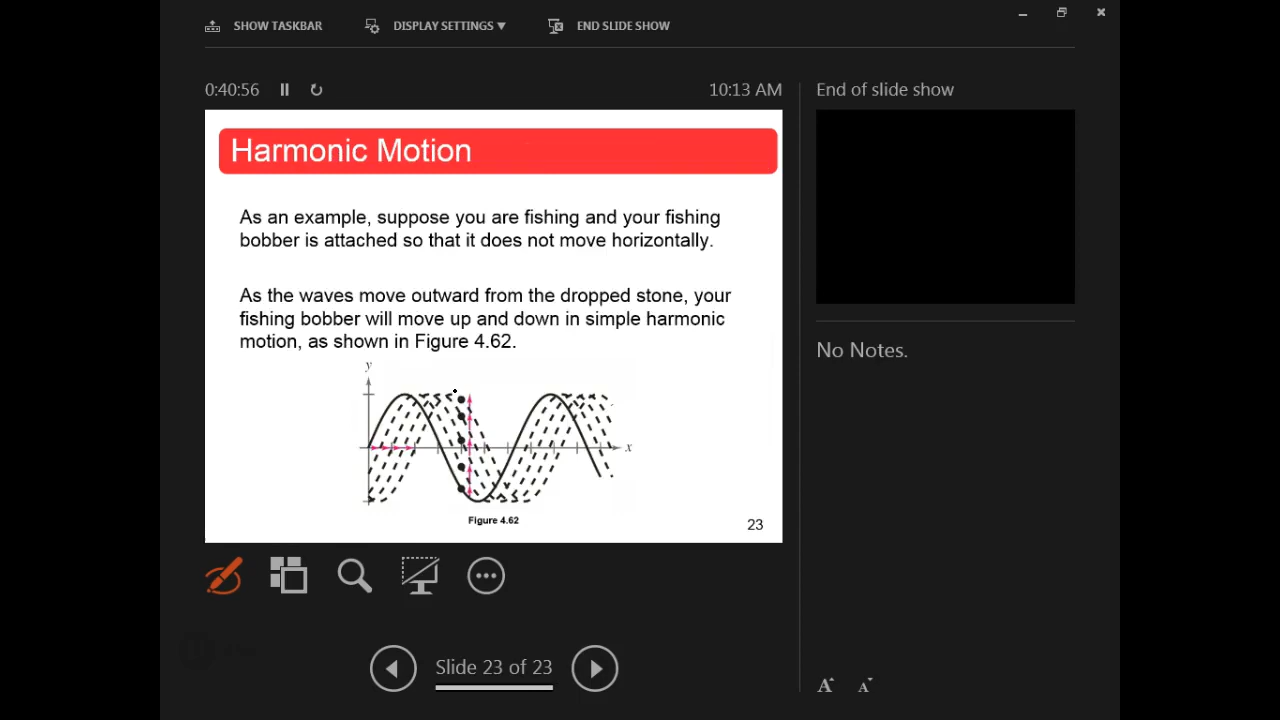 SHOW TASKBAR
DISPLAY SETTINGS ▼
END SLIDE SHOW
0:40:56
10:13 AM
End of slide show
Harmonic Motion
As an example, suppose you are fishing and your fishing
bobber is attached so that it does not move horizontally.
As the waves move outward from the dropped stone, your
fishing bobber will move up and down in simple harmonic
motion, as shown in Figure 4.62.
y
x
Figure 4.62
23
No Notes.
Slide 23 of 23
A A